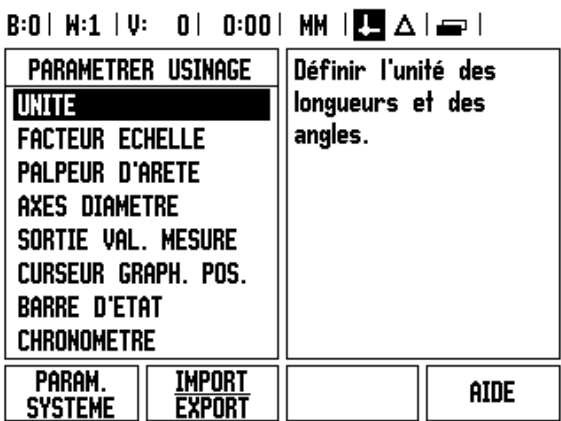 B:0 | W:1 | V: 0 | 0:00 | MM |
PARAMETRER USINAGE
UNITE
FACTEUR ECHELLE
PALPEUR D'ARETE
AXES DIAMETRE
SORTIE VAL. MESURE
CURSEUR GRAPH. POS.
BARRE D'ETAT
CHRONOMETRE
Définir l'unité des
longueurs et des
angles.
PARAM.
SYSTEME
IMPORT
EXPORT
AIDE